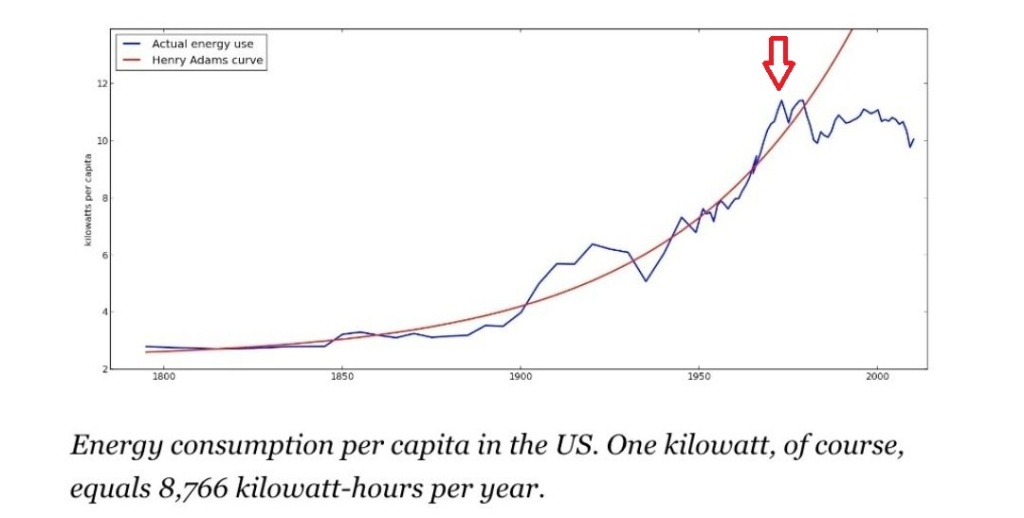 Actual energy use
Henry Adams curve
12
10
8
6
4
2
kilowatts per capita
1800 1850 1900 1950 2000
Energy consumption per capita in the US. One kilowatt, of course,
equals 8,766 kilowatt-hours per year.